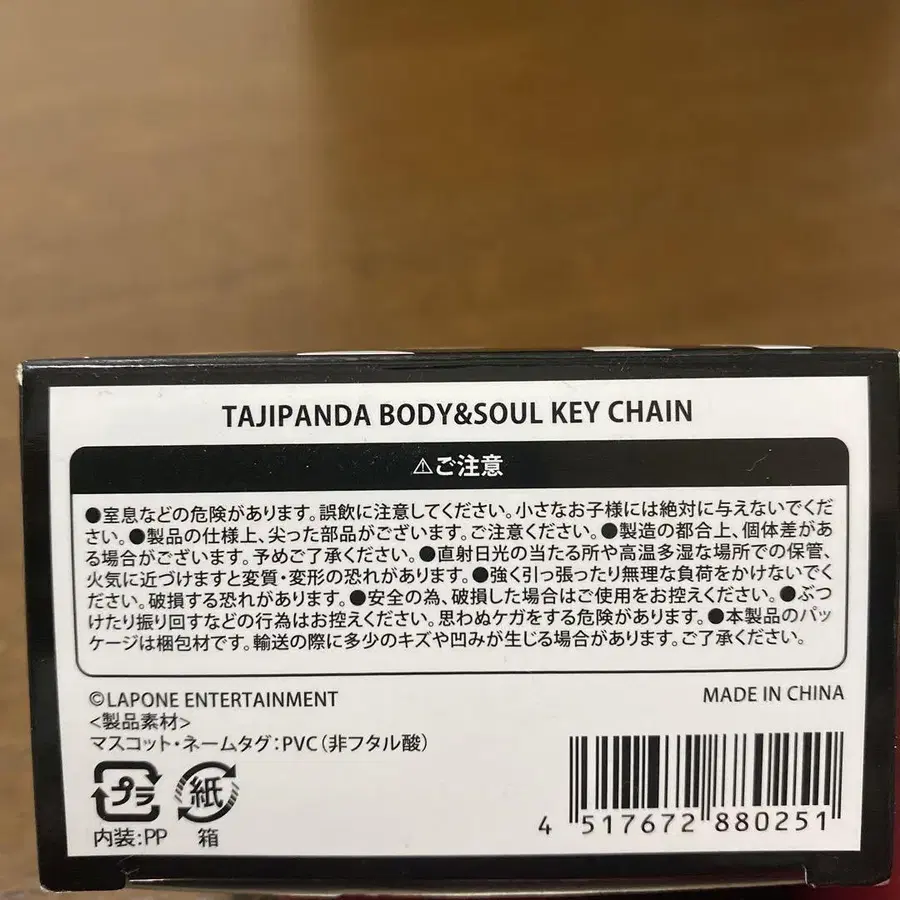 TAJIPANDA BODY&SOUL KEY CHAIN
⚠ご注意
●室息などの危険があります。誤飲に注意してください。小さなお子様には絶対に与えないでくだ
さい。●製品の仕様上、尖った部品がございます。ご注意ください。●製造の都合上、個体差があ
る場合がございます。予めご了承ください。●直射日光の当たる所や高温多湿な場所での保管、
火気に近づけますと変質・変形の恐れがあります。●強く引っ張ったり無理な負荷をかけないでく
ださい。破損する恐れがあります。●安全の為、破損した場合はご使用をお控えください。●ぶつ
けたり振り回すなどの行為はお控えください。思わぬケガをする危険があります。●本製品のパッ
ケージは梱包材です。輸送の際に多少のキズや凹みが生じる場合があります。ご了承ください。
©LAPONE ENTERTAINMENT
MADE IN CHINA
<製品素材>
マスコット・ネームタグ:PVC(非フタル酸)
プラ
紙
内装:PP
箱
4 517672 880251